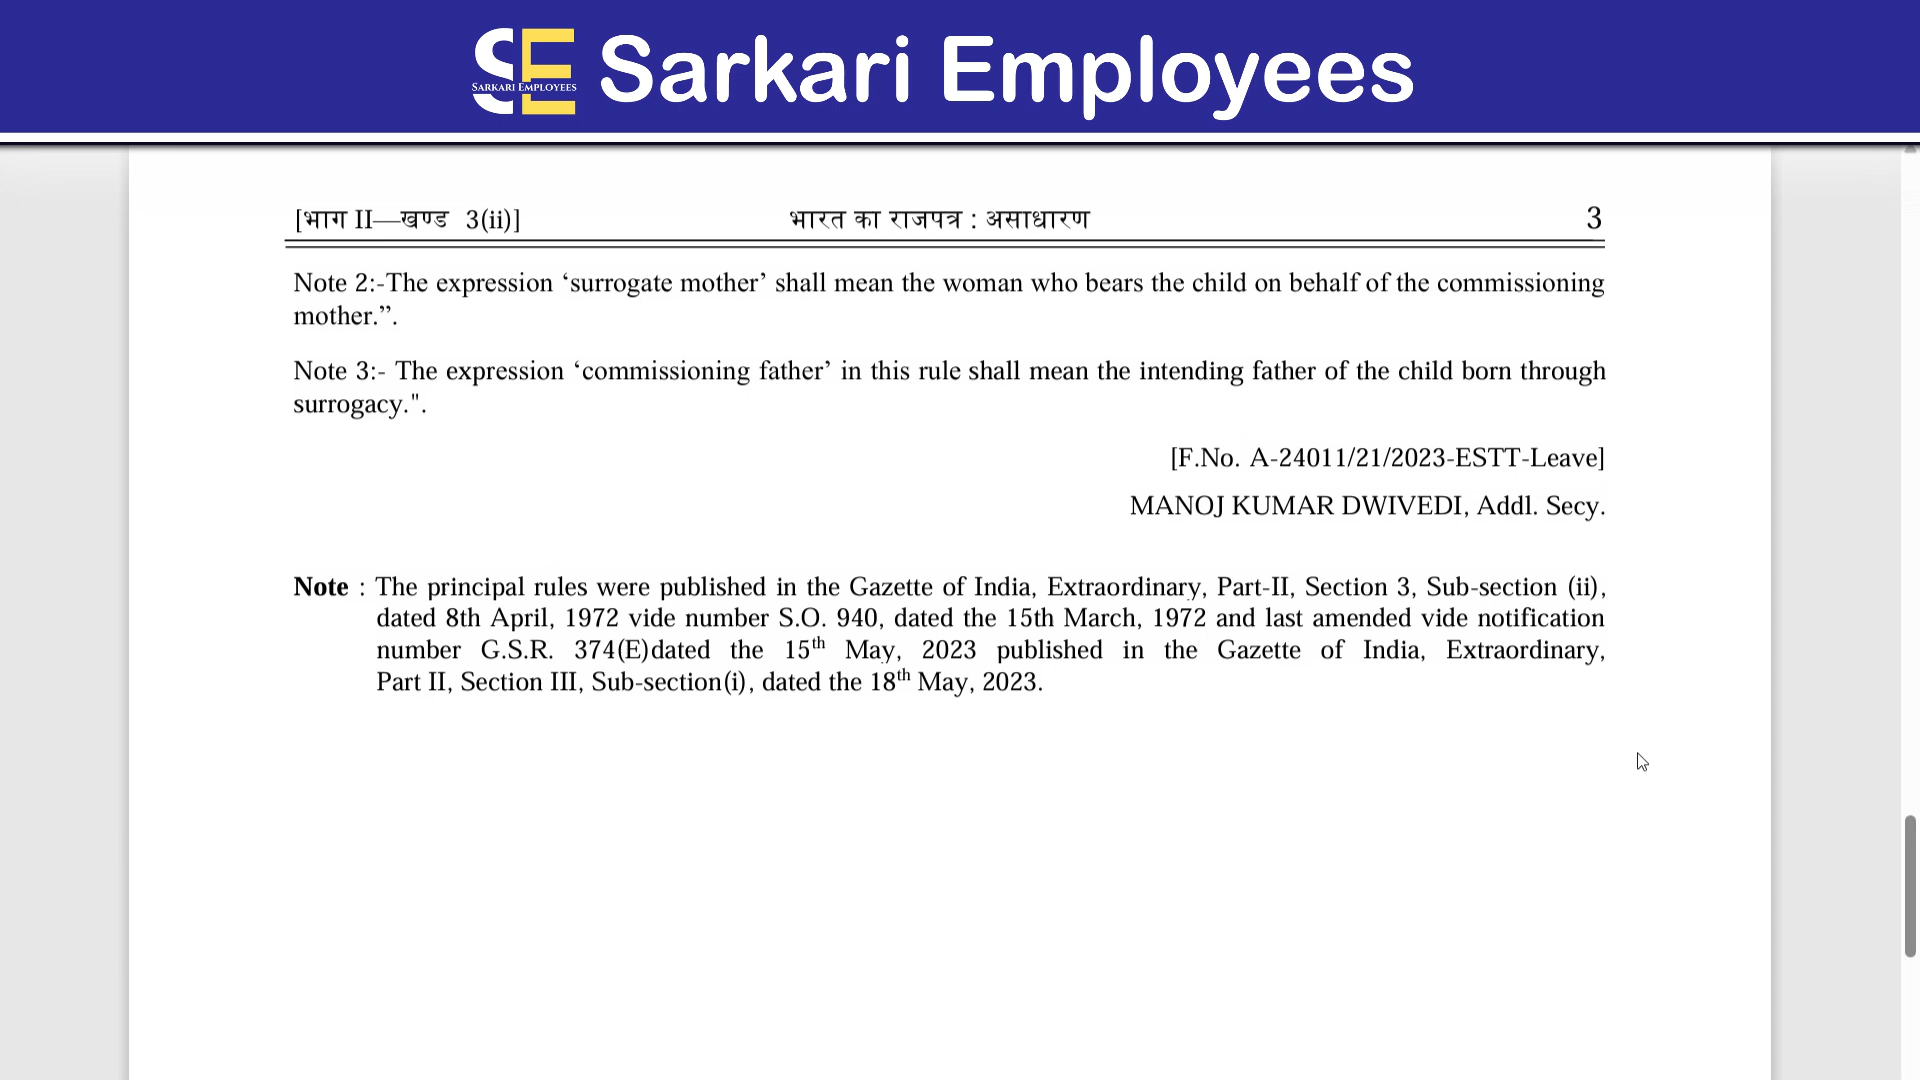 SE
SARKARI EMPLOYEES
Sarkari Employees
[भाग II—खण्ड 3(ii)] भारत का राजपत्र : असाधारण 3
Note 2:-The expression ‘surrogate mother’ shall mean the woman who bears the child on behalf of the commissioning
mother.”.
Note 3:- The expression ‘commissioning father’ in this rule shall mean the intending father of the child born through
surrogacy.".
[F.No. A-24011/21/2023-ESTT-Leave]
MANOJ KUMAR DWIVEDI, Addl. Secy.
Note : The principal rules were published in the Gazette of India, Extraordinary, Part-II, Section 3, Sub-section (ii),
dated 8th April, 1972 vide number S.O. 940, dated the 15th March, 1972 and last amended vide notification
number G.S.R. 374(E)dated the 15th May, 2023 published in the Gazette of India, Extraordinary,
Part II, Section III, Sub-section(i), dated the 18th May, 2023.